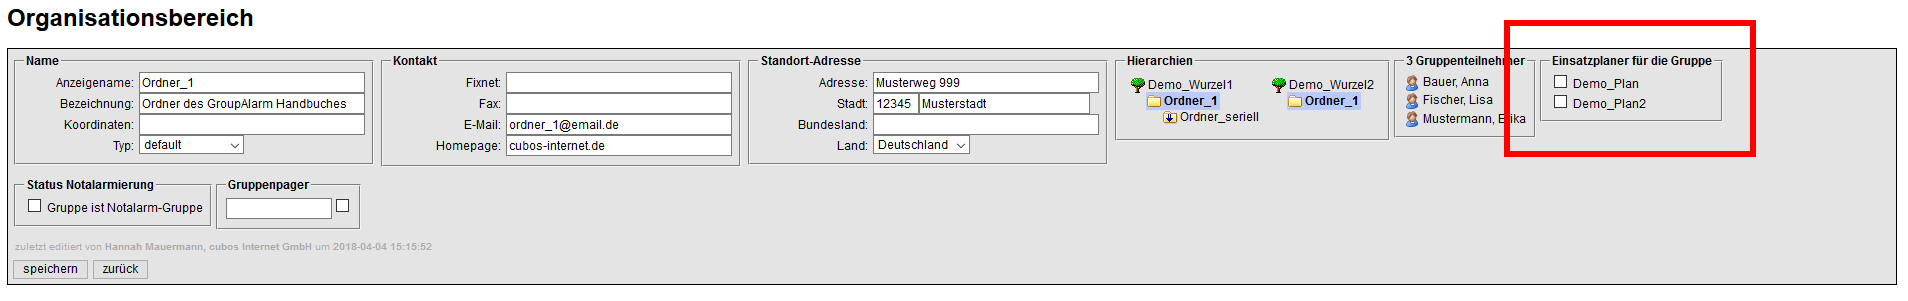 Organisationsbereich
Name
Anzeigename: Ordner_1
Bezeichnung: Ordner des GroupAlarm Handbuches
Koordinaten:
Typ: default
Kontakt
Fixnet:
Fax:
E-Mail: ordner_1@email.de
Homepage: cubos-internet.de
Standort-Adresse
Adresse: Musterweg 999
Stadt: 12345 Musterstadt
Bundesland:
Land: Deutschland
Hierarchien
Demo_Wurzel1
Ordner_1
Ordner_seriell
Demo_Wurzel2
Ordner_1
3 Gruppenteilnehmer
Bauer, Anna
Fischer, Lisa
Mustermann, Erika
Einsatzplaner für die Gruppe
Demo_Plan
Demo_Plan2
Status Notalarmierung
Gruppe ist Notalarm-Gruppe
Gruppenpager
zuletzt editiert von Hannah Mauermann, cubos Internet GmbH um 2018-04-04 15:15:52
speichern zurück